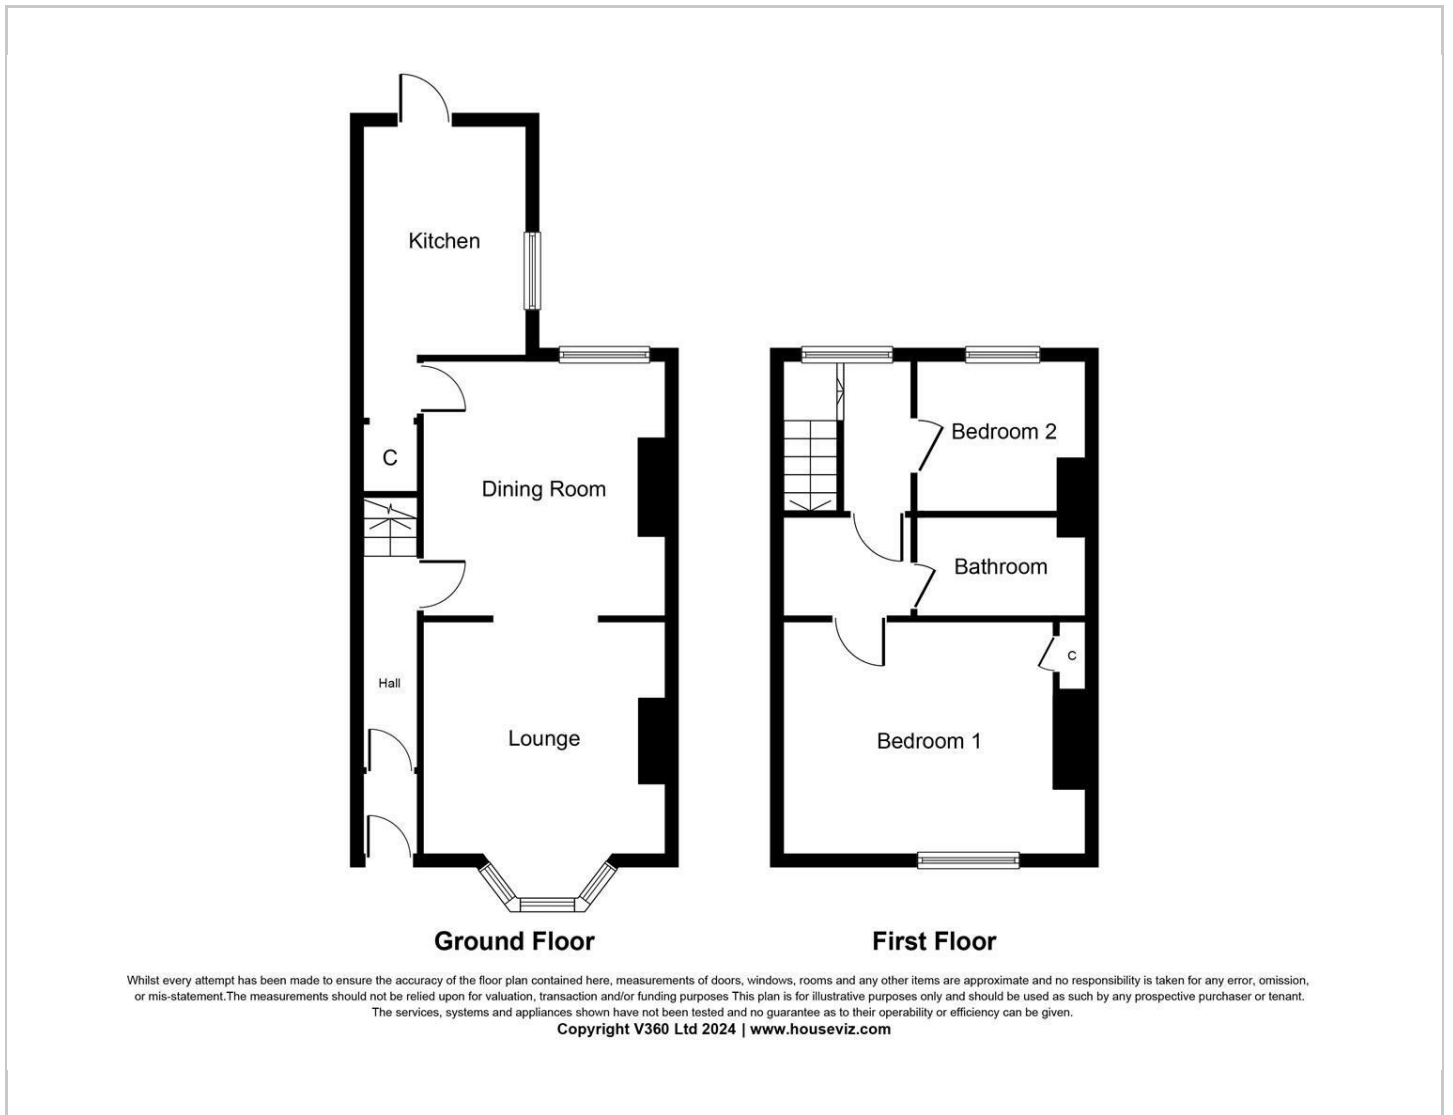 Kitchen
C
Dining Room
Hall
Lounge
Ground Floor
Bedroom 2
Bathroom
C
Bedroom 1
First Floor
Whilst every attempt has been made to ensure the accuracy of the floor plan contained here, measurements of doors, windows, rooms and any other items are approximate and no responsibility is taken for any error, omission,
or mis-statement.The measurements should not be relied upon for valuation, transaction and/or funding purposes This plan is for illustrative purposes only and should be used as such by any prospective purchaser or tenant.
The services, systems and appliances shown have not been tested and no guarantee as to their operability or efficiency can be given.
Copyright V360 Ltd 2024 | www.houseviz.com